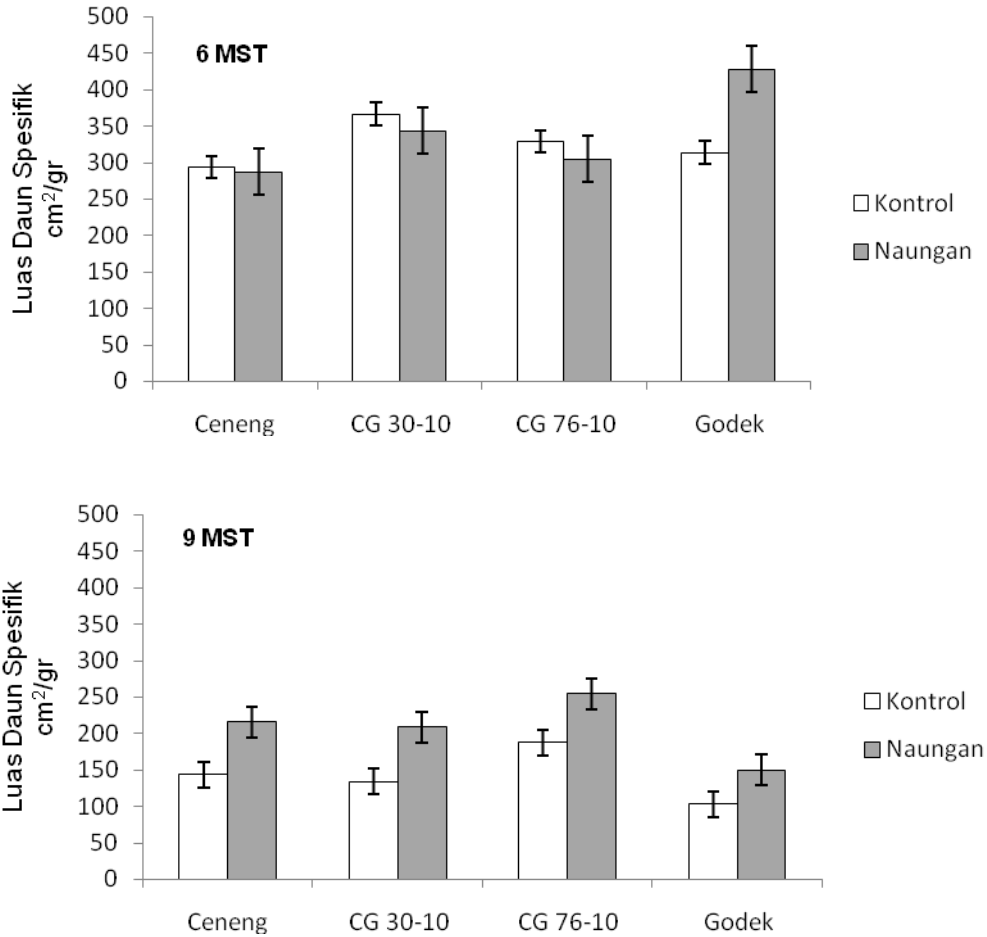 6 MST
Luas Daun Spesifik
cm²/gr
500
450
400
350
300
250
200
150
100
50
0
Ceneng CG 30-10 CG 76-10 Godek
Kontrol
Naungan
9 MST
Luas Daun Spesifik
cm²/gr
500
450
400
350
300
250
200
150
100
50
0
Ceneng CG 30-10 CG 76-10 Godek
Kontrol
Naungan